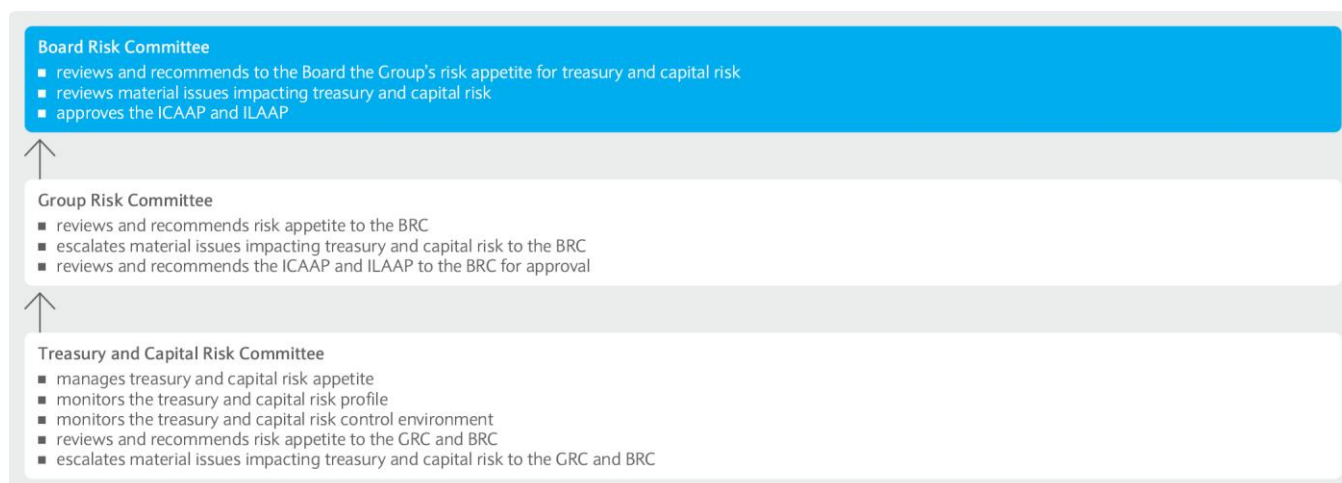 Board Risk Committee
▪ reviews and recommends to the Board the Group's risk appetite for treasury and capital risk
▪ reviews material issues impacting treasury and capital risk
▪ approves the ICAAP and ILAAP
Group Risk Committee
▪ reviews and recommends risk appetite to the BRC
▪ escalates material issues impacting treasury and capital risk to the BRC
▪ reviews and recommends the ICAAP and ILAAP to the BRC for approval
Treasury and Capital Risk Committee
▪ manages treasury and capital risk appetite
▪ monitors the treasury and capital risk profile
▪ monitors the treasury and capital risk control environment
▪ reviews and recommends risk appetite to the GRC and BRC
▪ escalates material issues impacting treasury and capital risk to the GRC and BRC